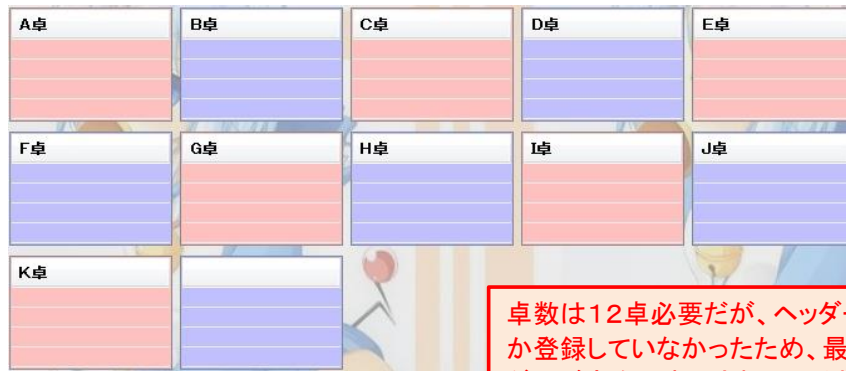 A卓 B卓 C卓 D卓 E卓
F卓 G卓 H卓 I卓 J卓
K卓
卓数は12卓必要だが、ヘッダ
か登録していなかったため、最